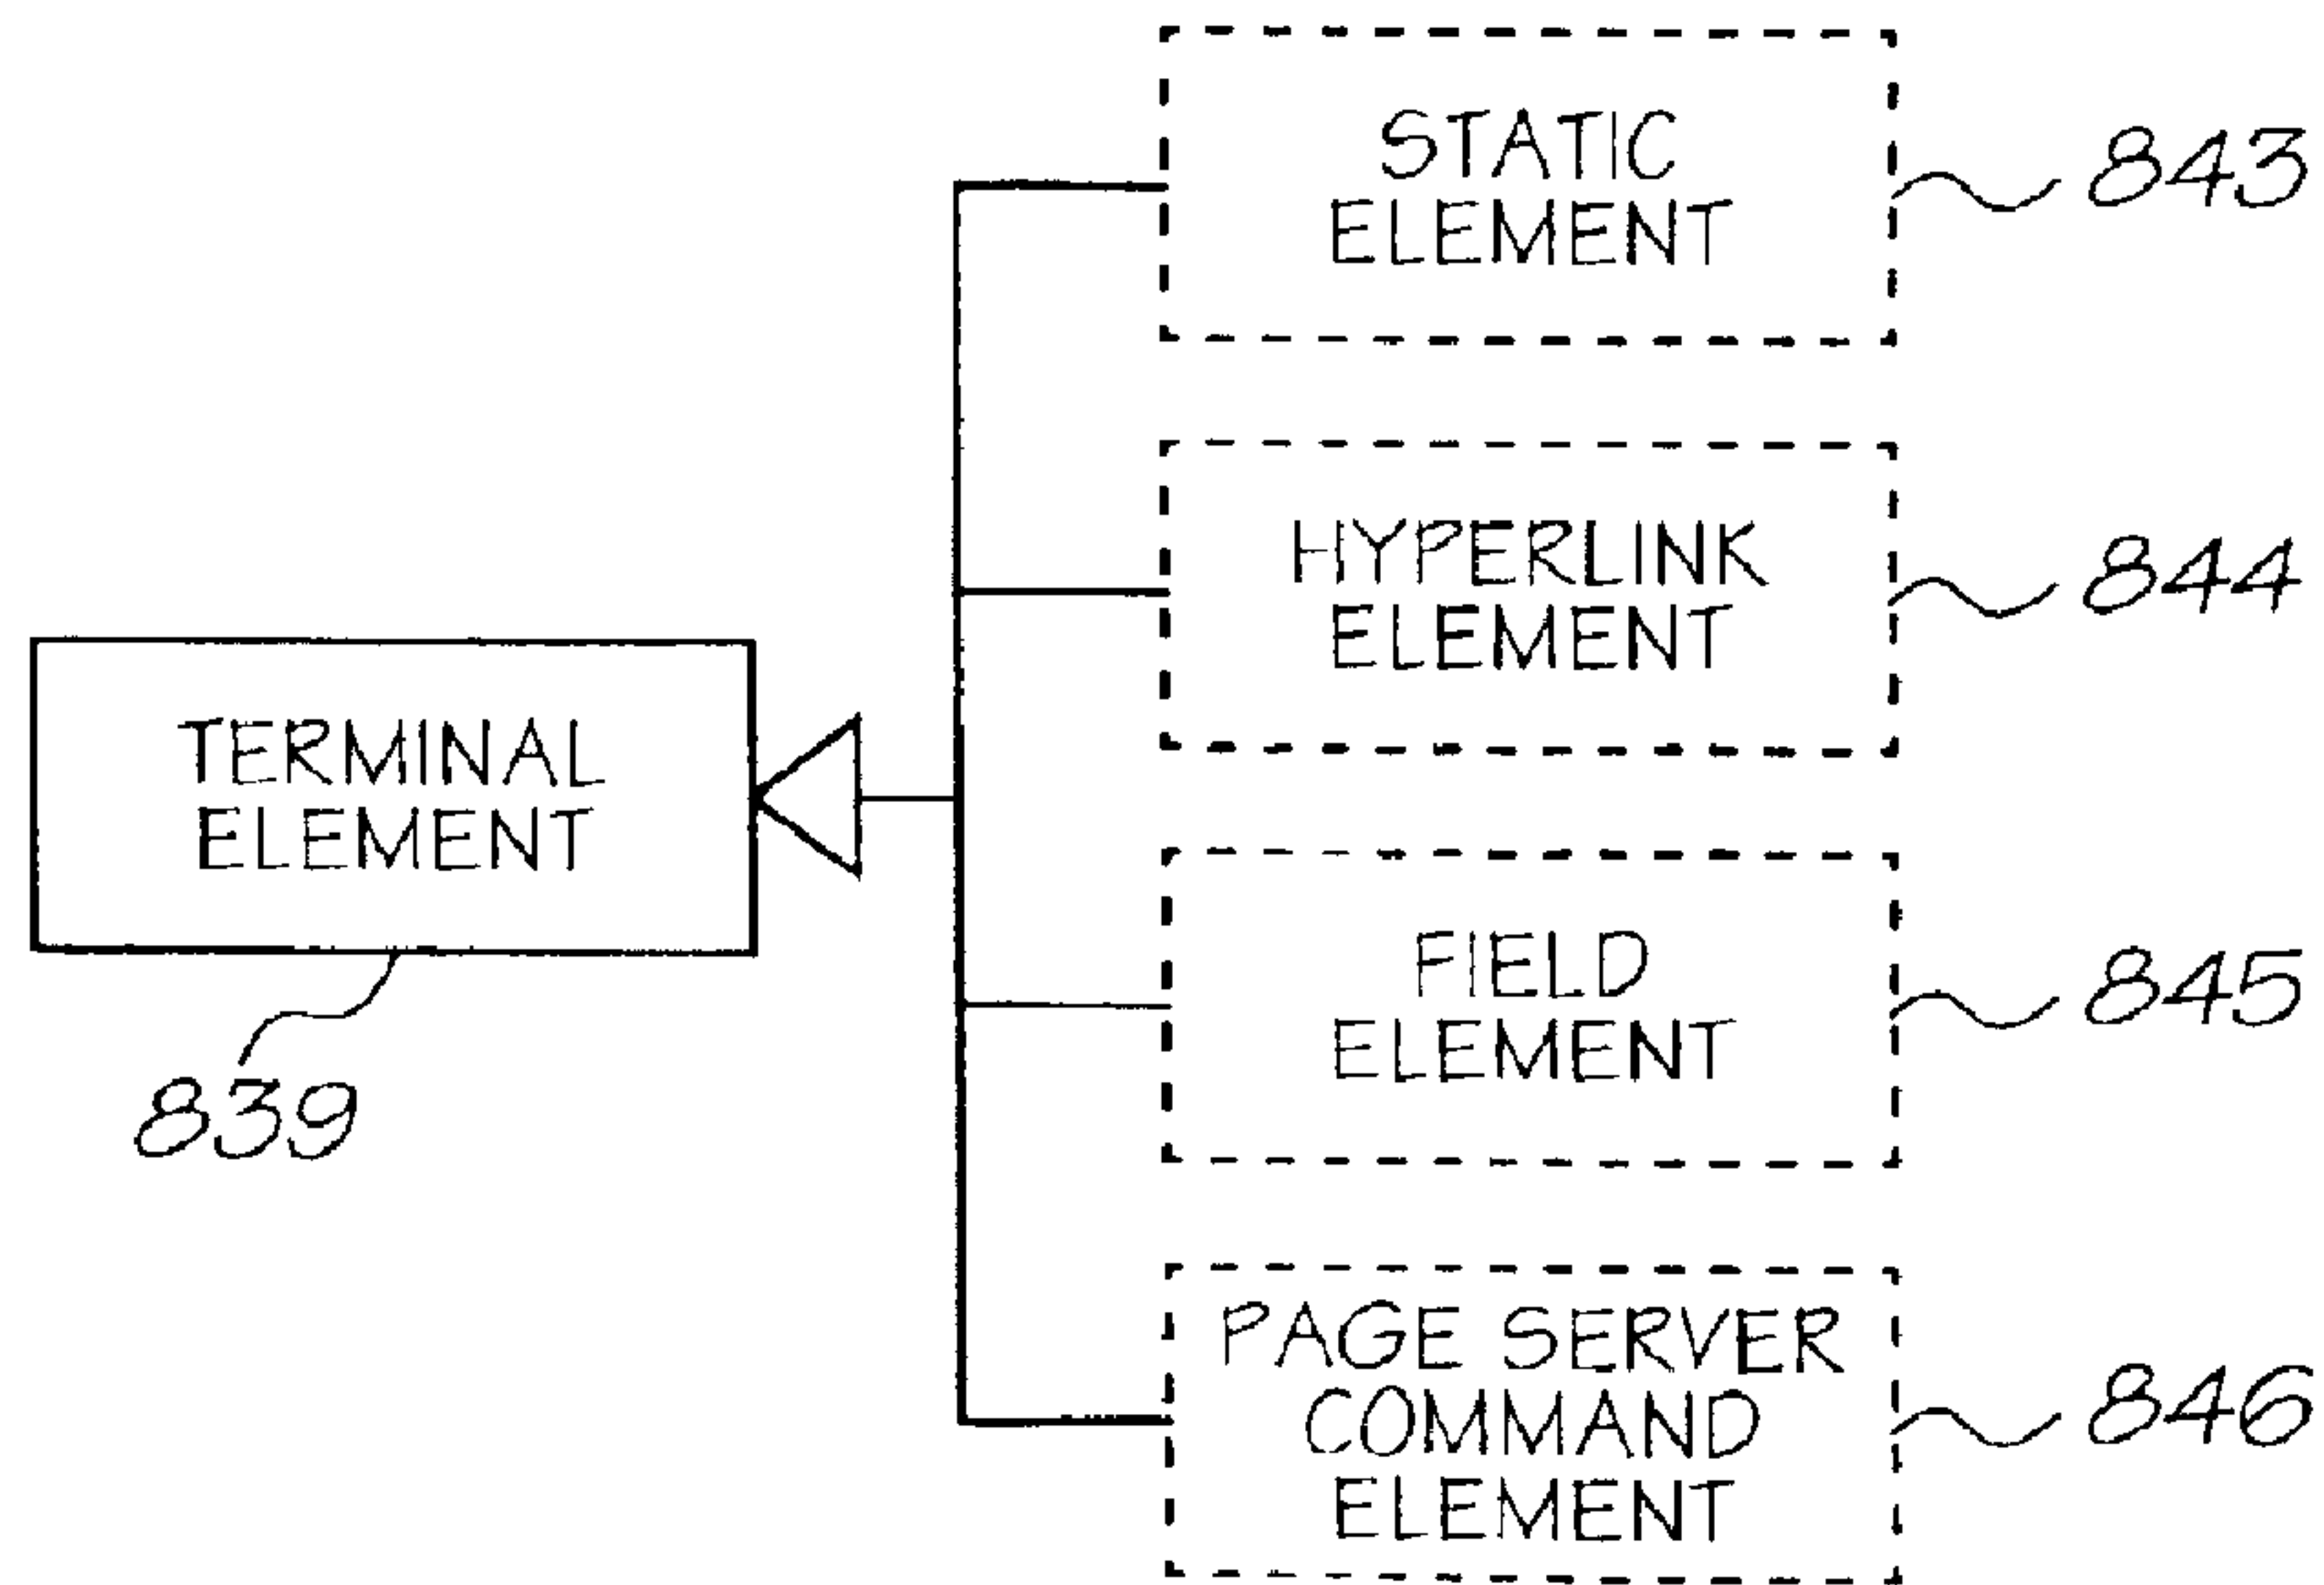 STATIC
ELEMENT
843
HYPERLINK
ELEMENT
844
TERMINAL
ELEMENT
839
FIELD
ELEMENT
845
PAGE SERVER
COMMAND
ELEMENT
846